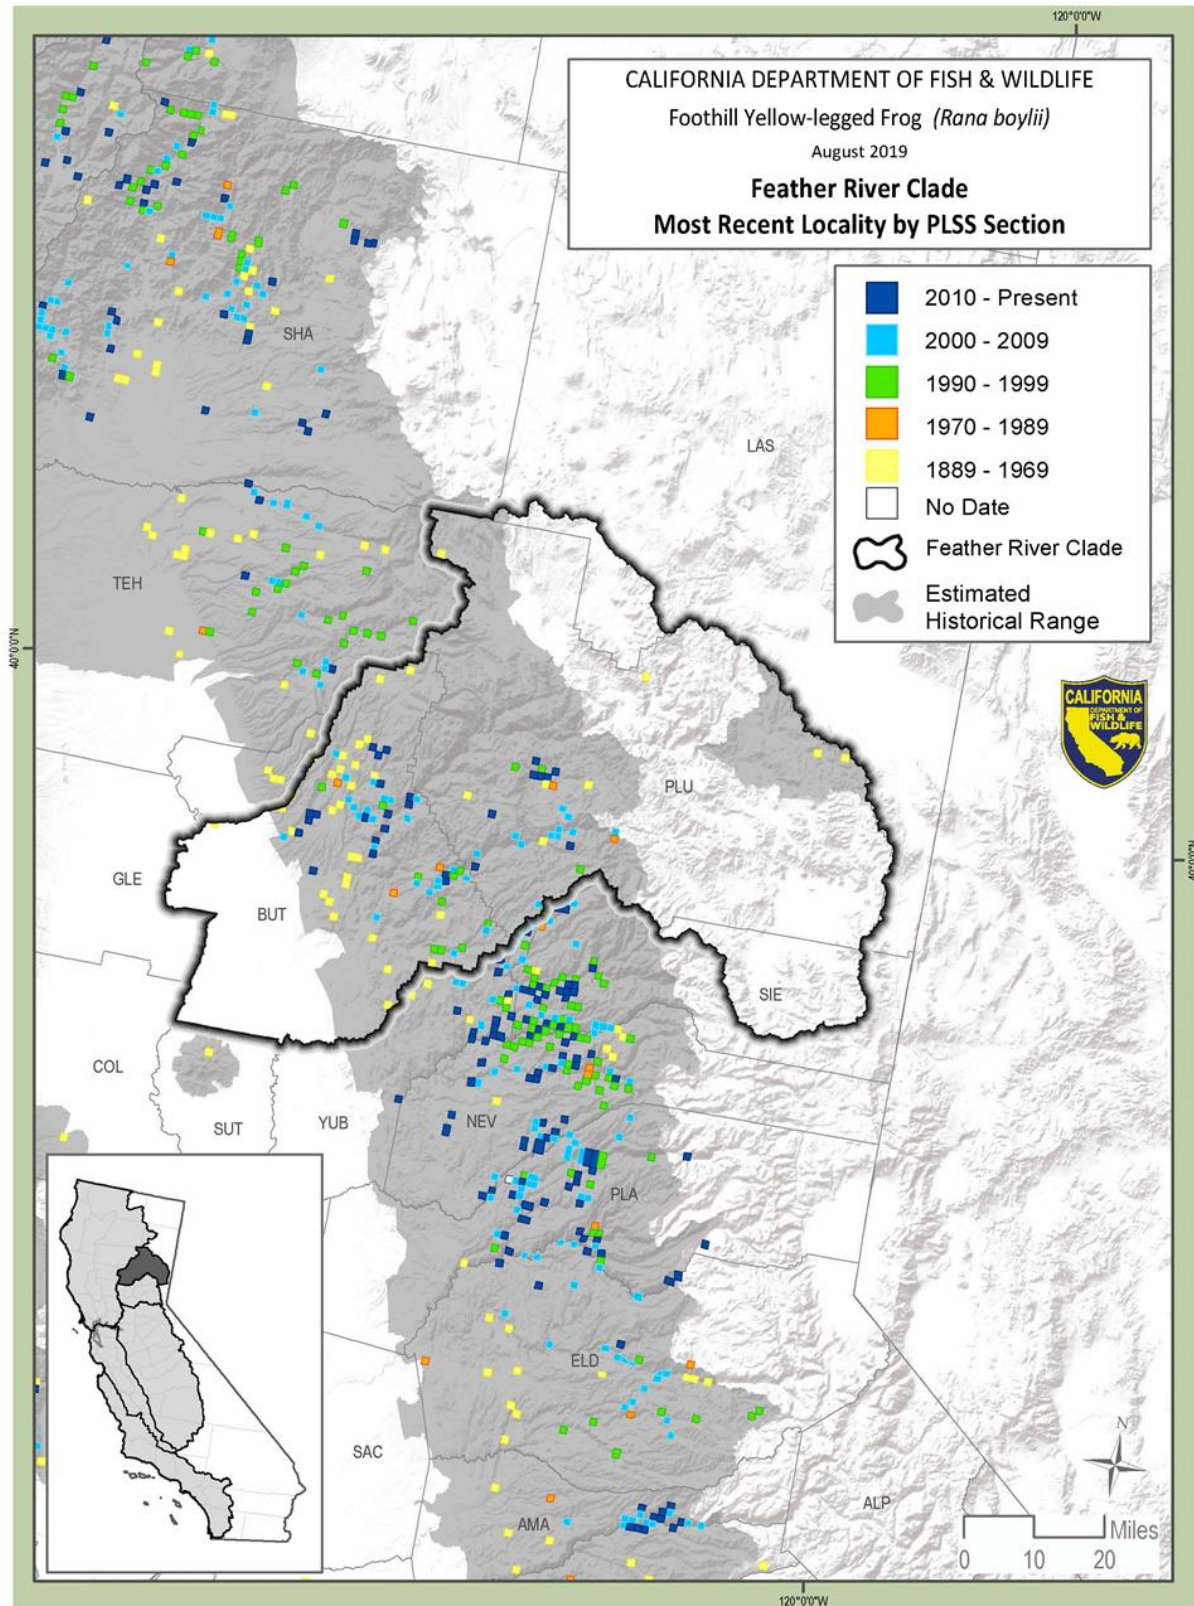 120°0'0"W
CALIFORNIA DEPARTMENT OF FISH & WILDLIFE
Foothill Yellow-legged Frog (Rana boylii)
August 2019
Feather River Clade
Most Recent Locality by PLSS Section
2010 - Present
2000 - 2009
1990 - 1999
1970 - 1989
1889 - 1969
No Date
Feather River Clade
Estimated
Historical Range
SHA
LAS
TEH
40°0'0"N
CALIFORNIA
DEPARTMENT OF
FISH &
WILDLIFE
PLU
GLE
40°0'0"N
BUT
SIE
COL
SUT
YUB
NEV
PLA
ELD
SAC
AMA
ALP
N
Miles
0 10 20
120°0'0"W